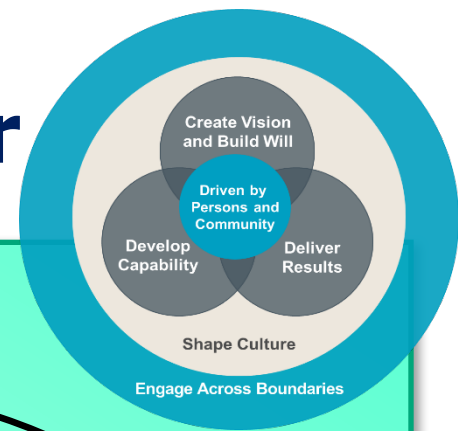 r
Create Vision
and Build Will
Driven by
Persons and
Community
Develop
Capability
Deliver
Results
Shape Culture
Engage Across Boundaries